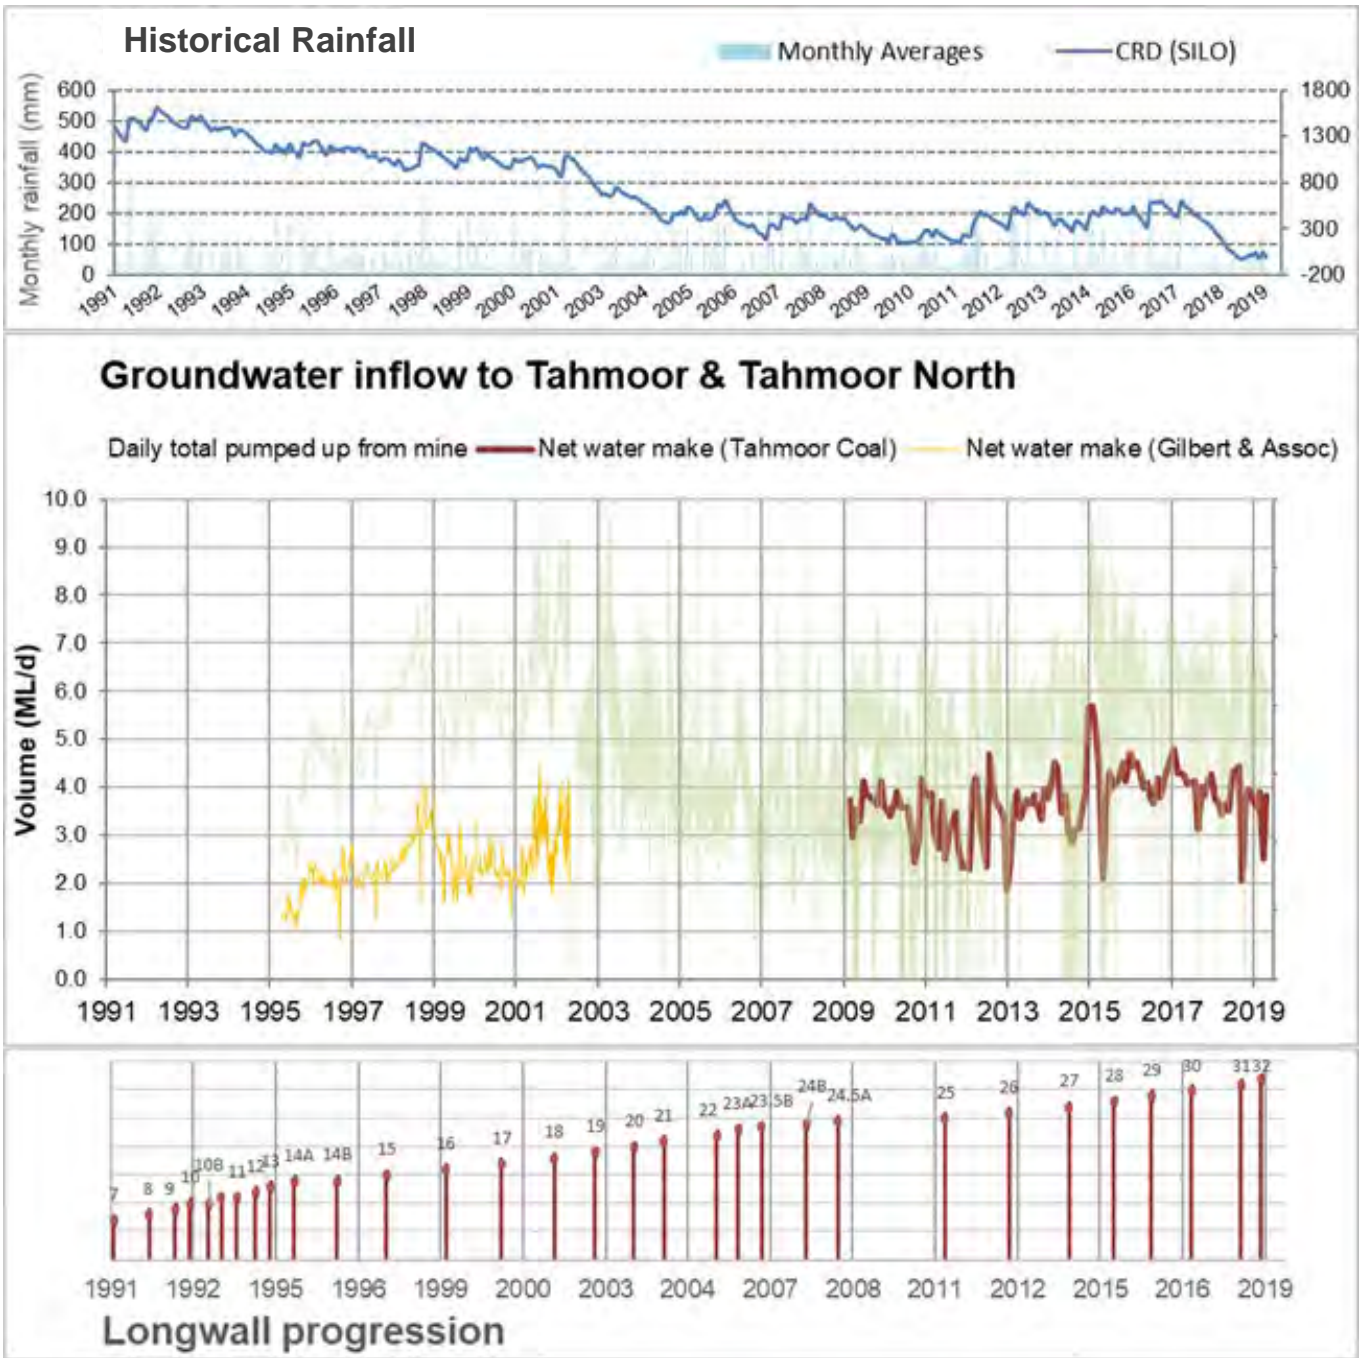 Historical Rainfall
Monthly Averages CRD (SILO)
Monthly rainfall (mm)
600 1800
500 1300
400
300 800
200 300
100
0 -200
1991 1992 1993 1994 1995 1996 1997 1998 1999 2000 2001 2003 2004 2005 2006 2007 2008 2009 2010 2011 2012 2013 2014 2016 2017 2018 2019
Groundwater inflow to Tahmoor & Tahmoor North
Daily total pumped up from mine Net water make (Tahmoor Coal) Net water make (Gilbert & Assoc)
Volume (ML/d)
10.0
9.0
8.0
7.0
6.0
5.0
4.0
3.0
2.0
1.0
0.0
1991 1993 1995 1997 1999 2001 2003 2005 2007 2009 2011 2013 2015 2017 2019
7 8 9 10 10B 11 12 13 14A 14B 15 16 17 18 19 20 21 22 23A 23.5B 24B 24.5A 25 26 27 28 29 30 31 32
1991 1992 1995 1996 1999 2000 2003 2004 2007 2008 2011 2012 2015 2016 2019
Longwall progression